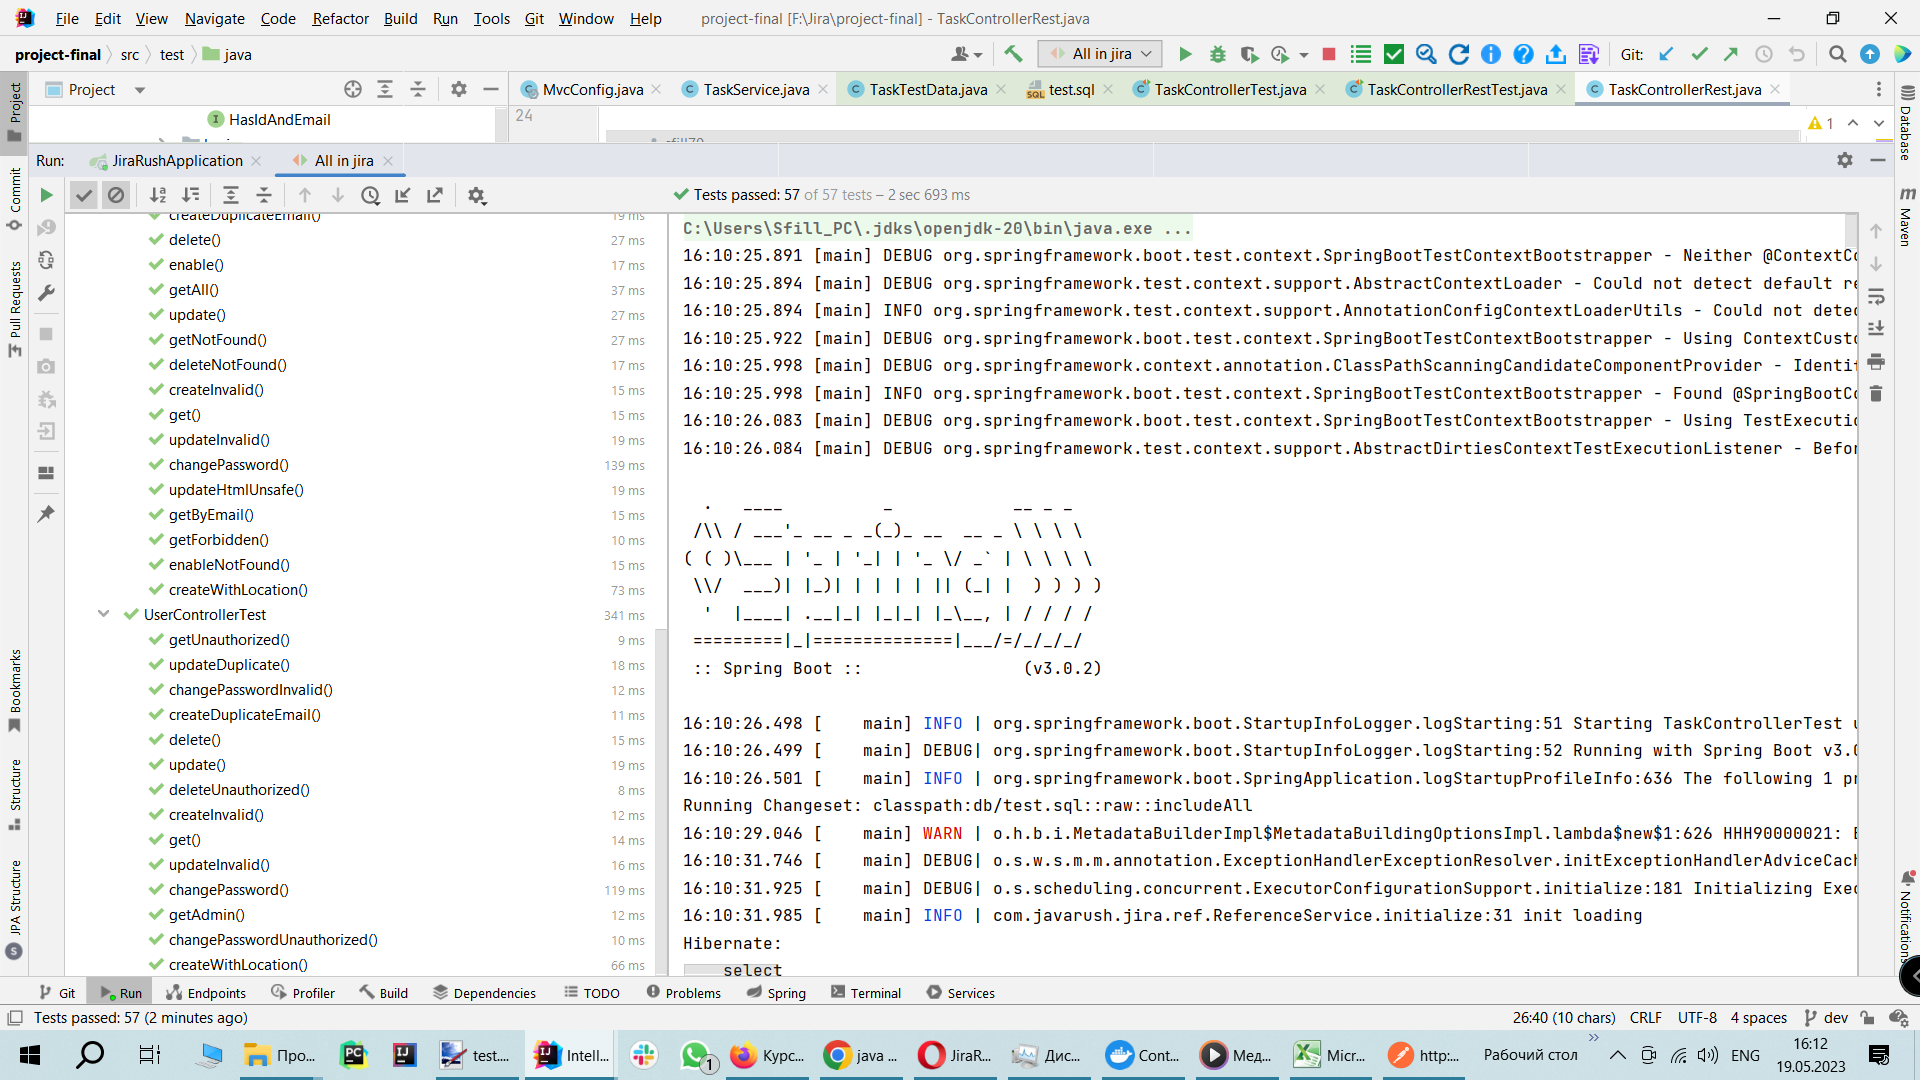 File Edit View Navigate Code Refactor Build Run Tools Git Window Help project-final [F:\Jira\project-final] - TaskControllerRest.java
project-final src test java All in jira Git:
Project MvcConfig.java TaskService.java TaskTestData.java test.sql TaskControllerTest.java TaskControllerRestTest.java TaskControllerRest.java
HasIdAndEmail 24 1
Run: JiraRushApplication All in jira
Tests passed: 57 of 57 tests – 2 sec 693 ms
createDuplicateEmail() 19 ms
delete() 27 ms
enable() 17 ms
getAll() 37 ms
update() 27 ms
getNotFound() 27 ms
deleteNotFound() 17 ms
createInvalid() 15 ms
get() 15 ms
updateInvalid() 19 ms
changePassword() 139 ms
updateHtmlUnsafe() 19 ms
getByEmail() 15 ms
getForbidden() 10 ms
enableNotFound() 15 ms
createWithLocation() 73 ms
UserControllerTest 341 ms
getUnauthorized() 9 ms
updateDuplicate() 18 ms
changePasswordInvalid() 12 ms
createDuplicateEmail() 11 ms
delete() 15 ms
update() 19 ms
deleteUnauthorized() 8 ms
createInvalid() 12 ms
get() 14 ms
updateInvalid() 16 ms
changePassword() 119 ms
getAdmin() 12 ms
changePasswordUnauthorized() 10 ms
createWithLocation() 66 ms
C:\Users\Sfill_PC\.jdks\openjdk-20\bin\java.exe ...
16:10:25.891 [main] DEBUG org.springframework.boot.test.context.SpringBootTestContextBootstrapper - Neither @ContextCo
16:10:25.894 [main] DEBUG org.springframework.test.context.support.AbstractContextLoader - Could not detect default re
16:10:25.894 [main] INFO org.springframework.test.context.support.AnnotationConfigContextLoaderUtils - Could not detec
16:10:25.922 [main] DEBUG org.springframework.boot.test.context.SpringBootTestContextBootstrapper - Using ContextCusto
16:10:25.998 [main] DEBUG org.springframework.context.annotation.ClassPathScanningCandidateComponentProvider - Identif
16:10:25.998 [main] INFO org.springframework.boot.test.context.SpringBootTestContextBootstrapper - Found @SpringBootCo
16:10:26.083 [main] DEBUG org.springframework.boot.test.context.SpringBootTestContextBootstrapper - Using TestExecutio
16:10:26.084 [main] DEBUG org.springframework.test.context.support.AbstractDirtiesContextTestExecutionListener - Befor
  .   ____          _            __ _ _
 /\\ / ___'_ __ _ _(_)_ __  __ _ \ \ \ \
( ( )\___ | '_ | '_| | '_ \/ _` | \ \ \ \
 \\/  ___)| |_)| | | | | || (_| |  ) ) ) )
  '  |____| .__|_| |_|_| |_\__, | / / / /
 =========|_|==============|___/=/_/_/_/
 :: Spring Boot ::                (v3.0.2)
16:10:26.498 [    main] INFO | org.springframework.boot.StartupInfoLogger.logStarting:51 Starting TaskControllerTest u
16:10:26.499 [    main] DEBUG| org.springframework.boot.StartupInfoLogger.logStarting:52 Running with Spring Boot v3.0
16:10:26.501 [    main] INFO | org.springframework.boot.SpringApplication.logStartupProfileInfo:636 The following 1 pr
Running Changeset: classpath:db/test.sql::raw::includeAll
16:10:29.046 [    main] WARN | o.h.b.i.MetadataBuilderImpl$MetadataBuildingOptionsImpl.lambda$new$1:626 HHH90000021: E
16:10:31.746 [    main] DEBUG| o.s.w.s.m.m.annotation.ExceptionHandlerExceptionResolver.initExceptionHandlerAdviceCach
16:10:31.925 [    main] DEBUG| o.s.scheduling.concurrent.ExecutorConfigurationSupport.initialize:181 Initializing Exec
16:10:31.985 [    main] INFO | com.javarush.jira.ref.ReferenceService.initialize:31 init loading
Hibernate:
select
Project
Commit
Pull Requests
Bookmarks
Structure
JPA Structure
Database
Maven
Notifications
Git Run Endpoints Profiler Build Dependencies TODO Problems Spring Terminal Services
Tests passed: 57 (2 minutes ago) 26:40 (10 chars) CRLF UTF-8 4 spaces dev
Про... test.... Intell... 1 Курс... java ... JiraR... Дис... Cont... Мед... Micr... http:... Рабочий стол ENG 16:12
19.05.2023